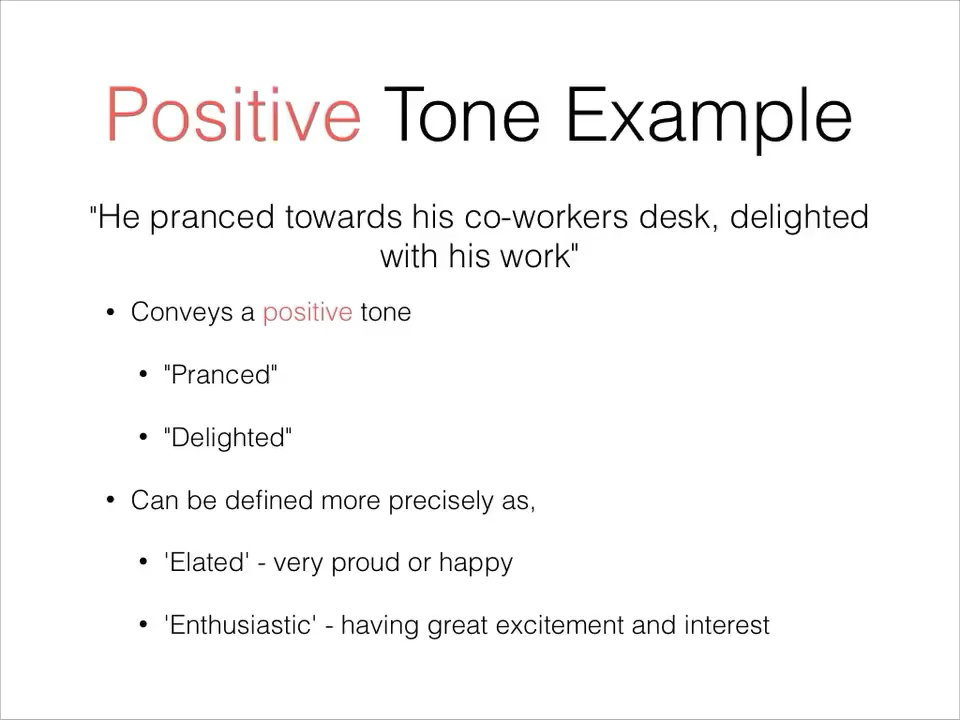 Positive Tone Example
"He pranced towards his co-workers desk, delighted
with his work"
• Conveys a positive tone
• "Pranced"
• "Delighted"
• Can be defined more precisely as,
• 'Elated' - very proud or happy
• 'Enthusiastic' - having great excitement and interest